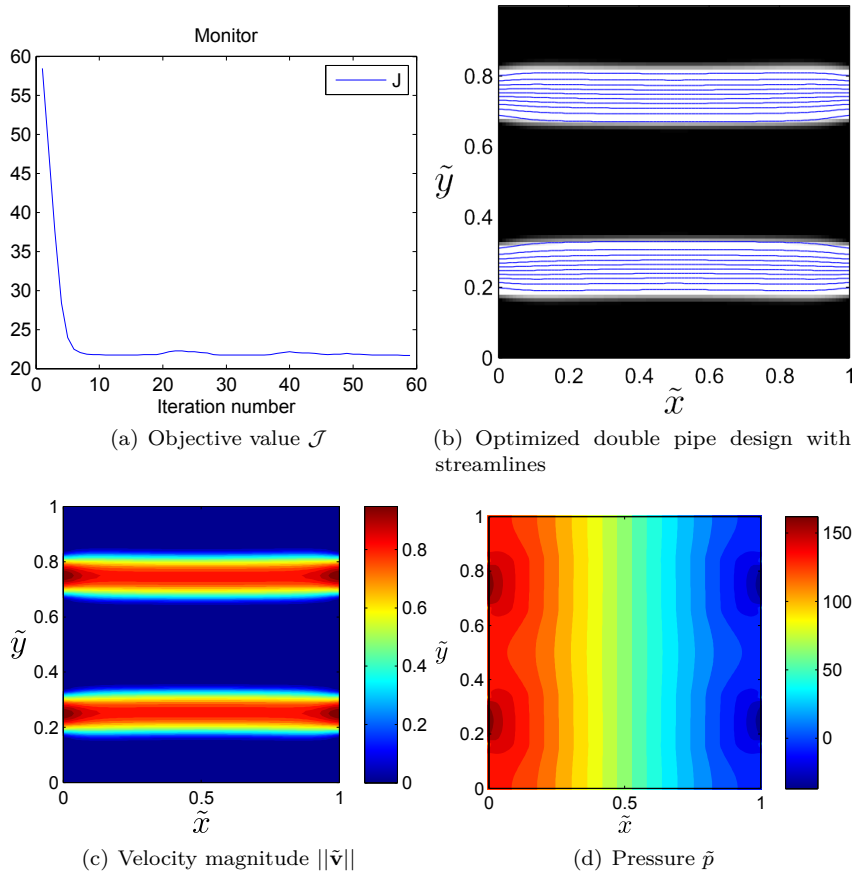 Monitor
J
60
55
50
45
40
35
30
25
20
0 10 20 30 40 50 60
Iteration number
(a) Objective value 𝒥
0.8
0.6
0.4
0.2
0
ỹ
0 0.2 0.4 0.6 0.8 1
x̃
(b) Optimized double pipe design with
streamlines
1
0.8
0.6
0.4
0.2
0
ỹ
0 0.5 1
x̃
0.8
0.6
0.4
0.2
0
(c) Velocity magnitude ||ṽ||
1
0.8
0.6
0.4
0.2
0
ỹ
0 0.5 1
x̃
150
100
50
0
(d) Pressure p̃